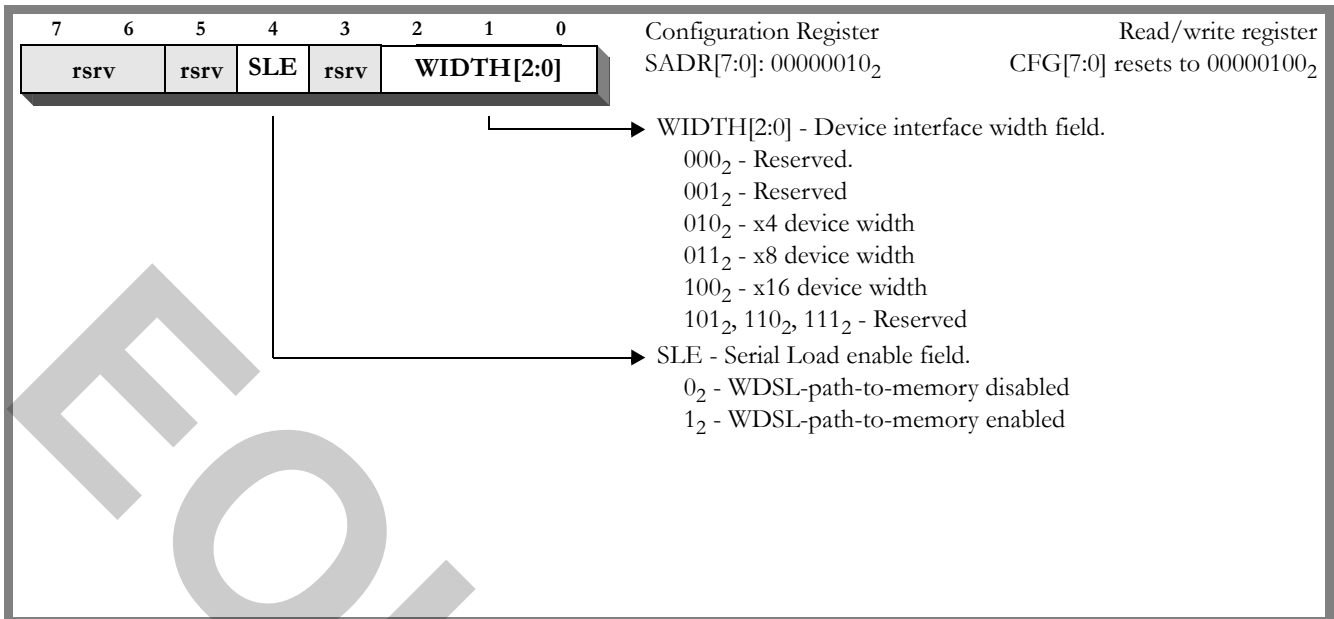 7 6 5 4 3 2 1 0
rsrv rsrv SLE rsrv WIDTH[2:0]
Configuration Register Read/write register
SADR[7:0]: 00000010₂ CFG[7:0] resets to 00000100₂
WIDTH[2:0] - Device interface width field.
000₂ - Reserved.
001₂ - Reserved
010₂ - x4 device width
011₂ - x8 device width
100₂ - x16 device width
101₂, 110₂, 111₂ - Reserved
SLE - Serial Load enable field.
0₂ - WDSL-path-to-memory disabled
1₂ - WDSL-path-to-memory enabled